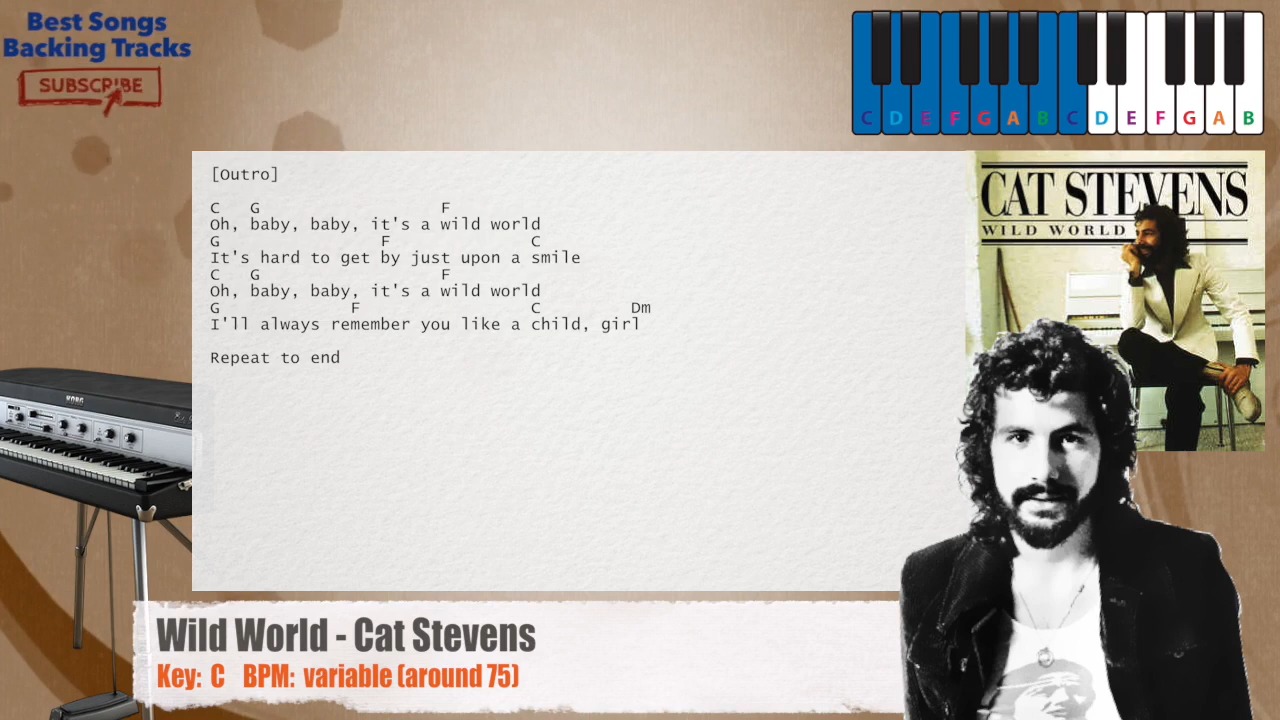 Best Songs
Backing Tracks
SUBSCRIBE
C D E F G A B C D E F G A B
[Outro]
C   G                  F
Oh, baby, baby, it's a wild world
G                F              C
It's hard to get by just upon a smile
C   G                  F
Oh, baby, baby, it's a wild world
G             F                 C         Dm
I'll always remember you like a child, girl
Repeat to end
CAT STEVENS
WILD WORLD
KORG
Wild World - Cat Stevens
Key: C BPM: variable (around 75)